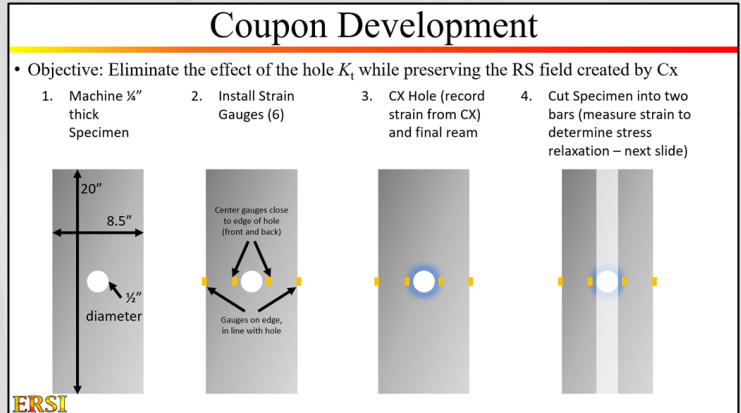 Coupon Development
• Objective: Eliminate the effect of the hole Kt while preserving the RS field created by Cx
1. Machine ¼”
thick
Specimen
2. Install Strain
Gauges (6)
3. CX Hole (record
strain from CX)
and final ream
4. Cut Specimen into two
bars (measure strain to
determine stress
relaxation – next slide)
20”
8.5”
½”
diameter
Center gauges close
to edge of hole
(front and back)
Gauges on edge,
in line with hole
ERSI